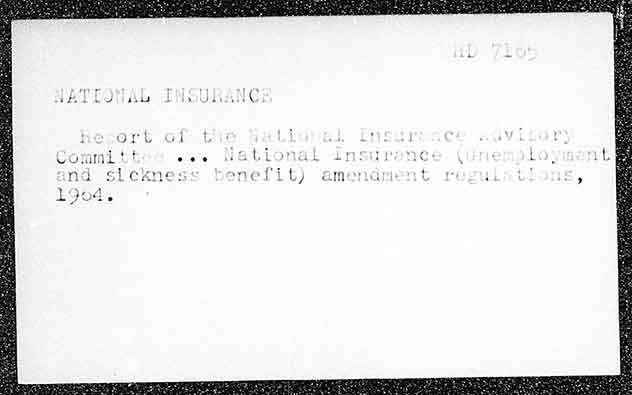 HD 7165
NATIONAL INSURANCE
Report of the National Insurance Advisory
Committee ... National Insurance (unemployment
and sickness benefit) amendment regulations,
1964.